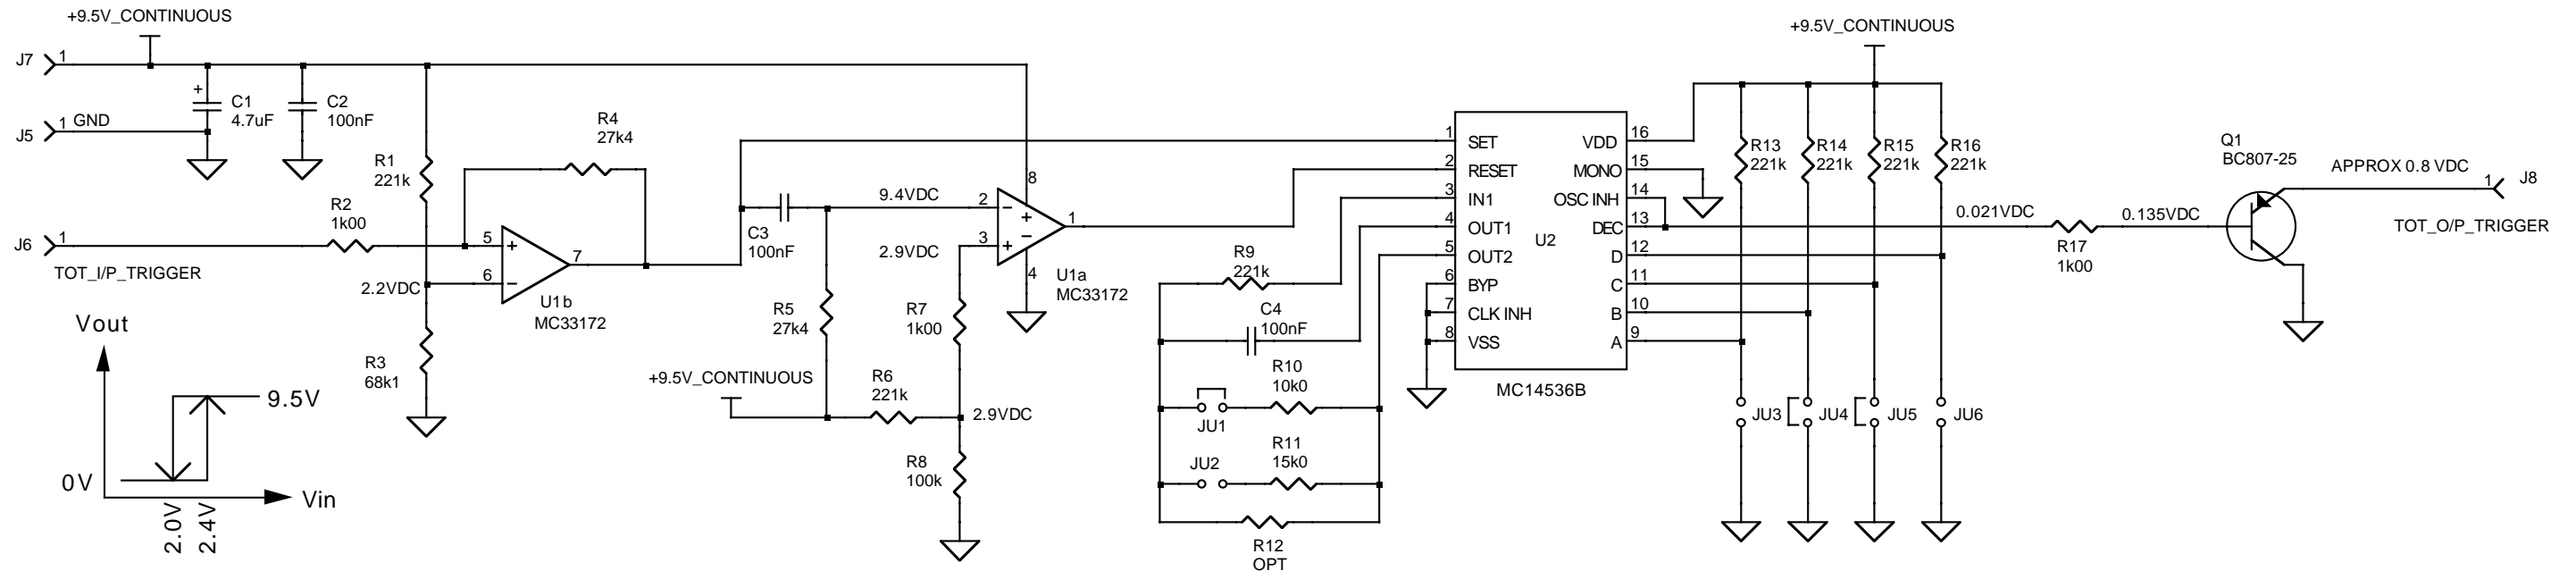 +9.5V_CONTINUOUS
J7 1
C1
4.7uF
+
C2
100nF
J5 1 GND
R1
221k
R4
27k4
R2
1k00
J6 1
TOT_I/P_TRIGGER
5 +
6 −
7
U1b
MC33172
2.2VDC
R3
68k1
Vout
9.5V
0V
Vin
2.0V
2.4V
C3
100nF
9.4VDC
2 −
2.9VDC
3 +
8
+
−
4
1
U1a
MC33172
R5
27k4
R7
1k00
+9.5V_CONTINUOUS
R6
221k
2.9VDC
R8
100k
R9
221k
C4
100nF
R10
10k0
JU1
R11
15k0
JU2
R12
OPT
1 SET
2 RESET
3 IN1
4 OUT1
5 OUT2
6 BYP
7 CLK INH
8 VSS
U2
VDD 16
MONO 15
OSC INH 14
DEC 13
D 12
C 11
B 10
A 9
MC14536B
+9.5V_CONTINUOUS
R13
221k
R14
221k
R15
221k
R16
221k
JU3
JU4
JU5
JU6
0.021VDC
R17
1k00
0.135VDC
Q1
BC807-25
APPROX 0.8 VDC
1 J8
TOT_O/P_TRIGGER